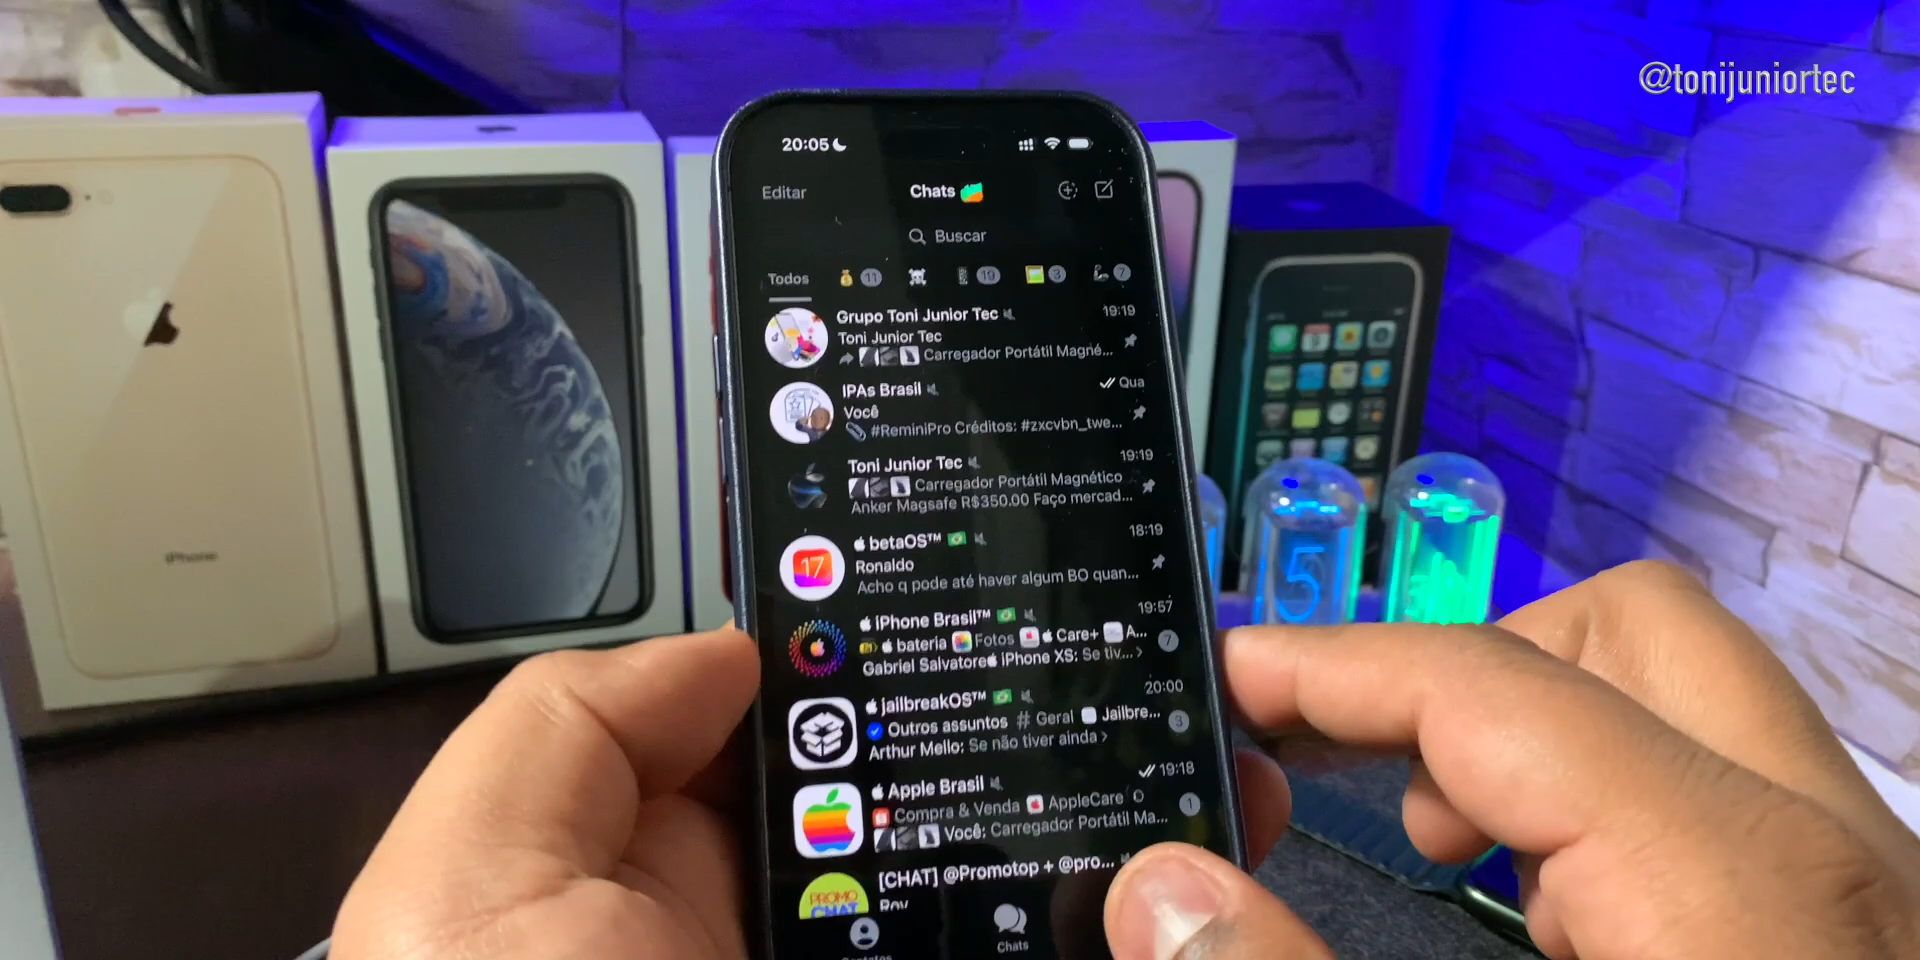 @tonijuniortec
20:05
Editar
Chats
Buscar
Todos
11
19
3
7
Grupo Toni Junior Tec
19:19
Toni Junior Tec
Carregador Portátil Magné...
IPAs Brasil
Qua
Você
#ReminiPro Créditos: #zxcvbn_twe...
Toni Junior Tec
19:19
Carregador Portátil Magnético
Anker Magsafe R$350.00 Faço mercad...
17
betaOS™
18:19
Ronaldo
Acho q pode até haver algum BO quan...
iPhone Brasil™
19:57
bateria Fotos Care+ A...
7
Gabriel Salvatore iPhone XS: Se tiv... >
jailbreakOS™
20:00
Outros assuntos # Geral Jailbre...
3
Arthur Mello: Se não tiver ainda >
Apple Brasil
19:18
Compra & Venda AppleCare
1
Você: Carregador Portátil Ma...
[CHAT] @Promotop + @pro...
PROMO
CHAT
Chats
iPhone
5